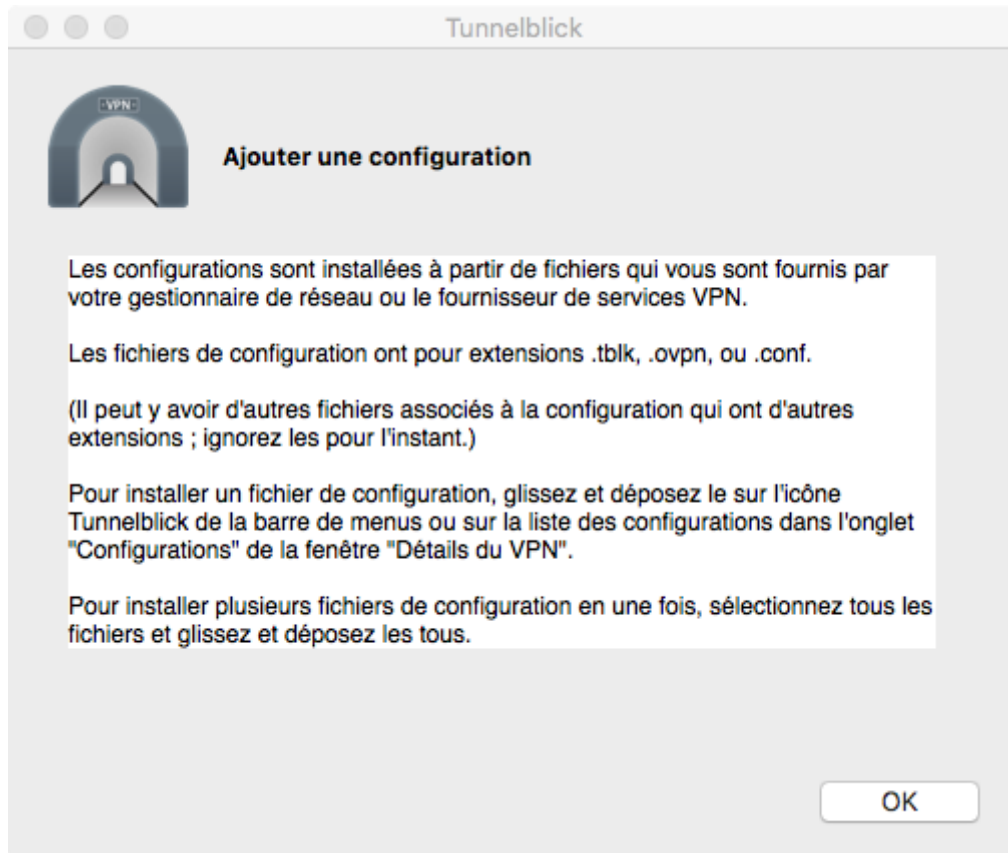 Tunnelblick
VPN
Ajouter une configuration
Les configurations sont installées à partir de fichiers qui vous sont fournis par
votre gestionnaire de réseau ou le fournisseur de services VPN.
Les fichiers de configuration ont pour extensions .tblk, .ovpn, ou .conf.
(Il peut y avoir d'autres fichiers associés à la configuration qui ont d'autres
extensions ; ignorez les pour l'instant.)
Pour installer un fichier de configuration, glissez et déposez le sur l'icône
Tunnelblick de la barre de menus ou sur la liste des configurations dans l'onglet
"Configurations" de la fenêtre "Détails du VPN".
Pour installer plusieurs fichiers de configuration en une fois, sélectionnez tous les
fichiers et glissez et déposez les tous.
OK